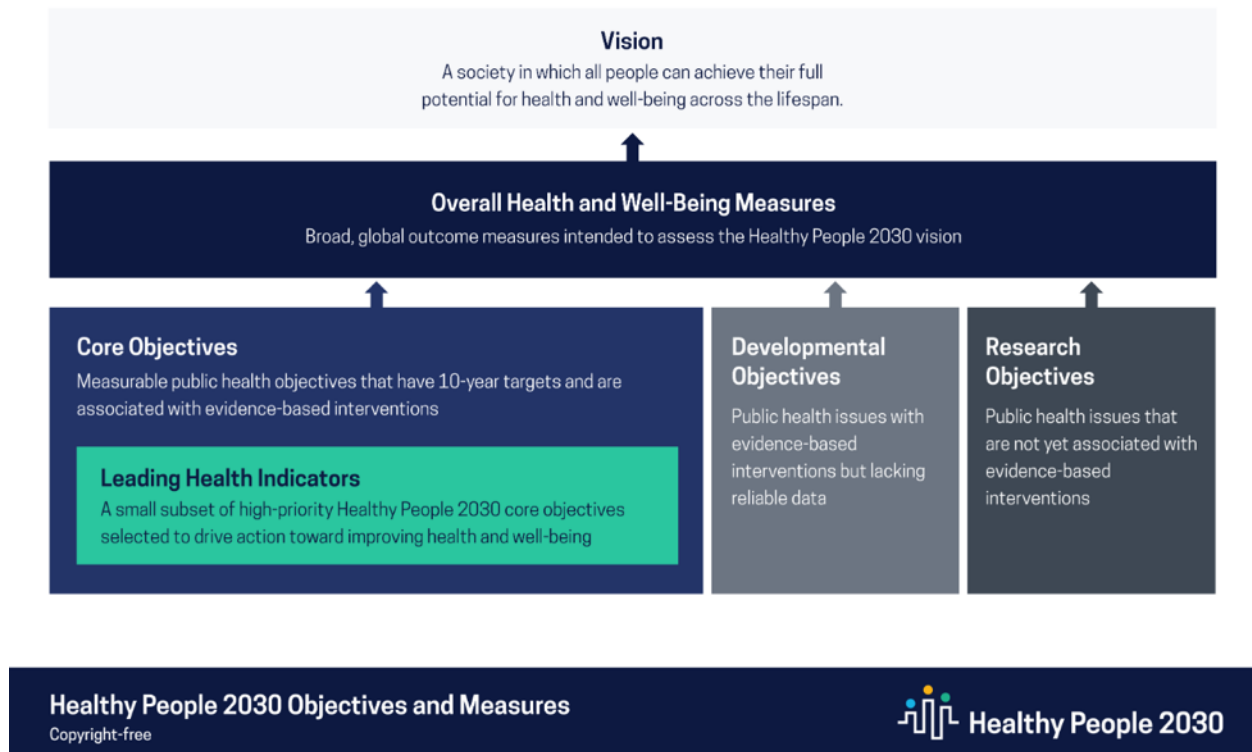 Vision
A society in which all people can achieve their full
potential for health and well-being across the lifespan.
Overall Health and Well-Being Measures
Broad, global outcome measures intended to assess the Healthy People 2030 vision
Core Objectives
Measurable public health objectives that have 10-year targets and are
associated with evidence-based interventions
Leading Health Indicators
A small subset of high-priority Healthy People 2030 core objectives
selected to drive action toward improving health and well-being
Developmental
Objectives
Public health issues with
evidence-based
interventions but lacking
reliable data
Research
Objectives
Public health issues that
are not yet associated with
evidence-based
interventions
Healthy People 2030 Objectives and Measures
Copyright-free
Healthy People 2030